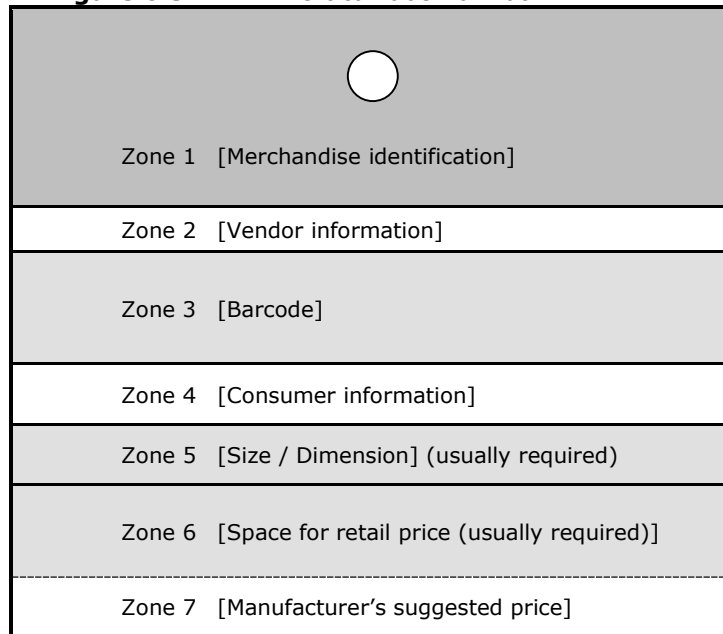 Zone 1 [Merchandise identification]
Zone 2 [Vendor information]
Zone 3 [Barcode]
Zone 4 [Consumer information]
Zone 5 [Size / Dimension] (usually required)
Zone 6 [Space for retail price (usually required)]
Zone 7 [Manufacturer’s suggested price]